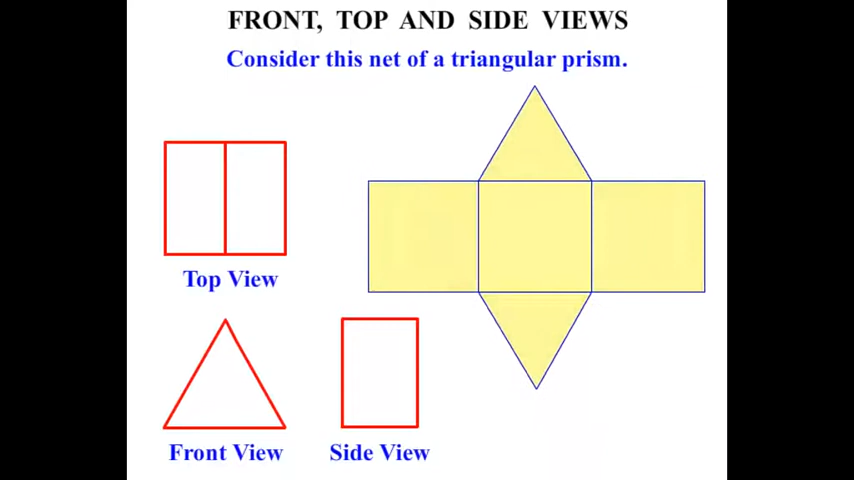 FRONT, TOP AND SIDE VIEWS
Consider this net of a triangular prism.
Top View
Front View
Side View